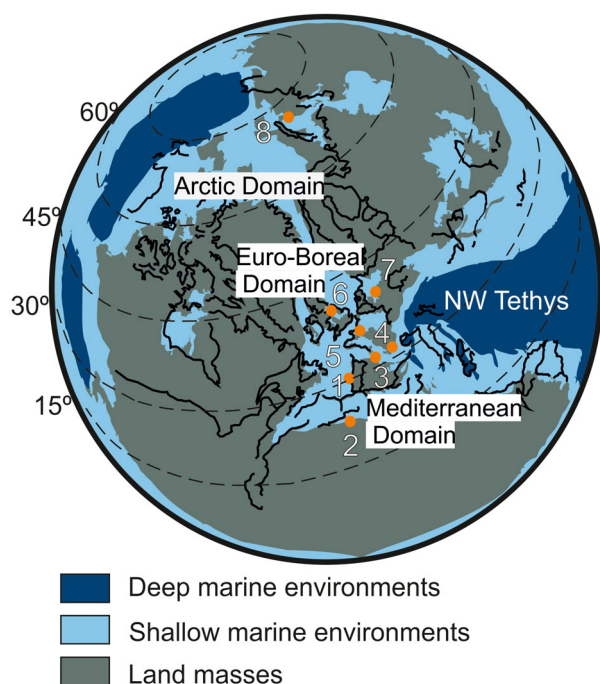 60º
8
Arctic Domain
45º
Euro-Boreal
Domain
7
6
NW Tethys
30º
4
5
3
1
15º
Mediterranean
Domain
2
Deep marine environments
Shallow marine environments
Land masses